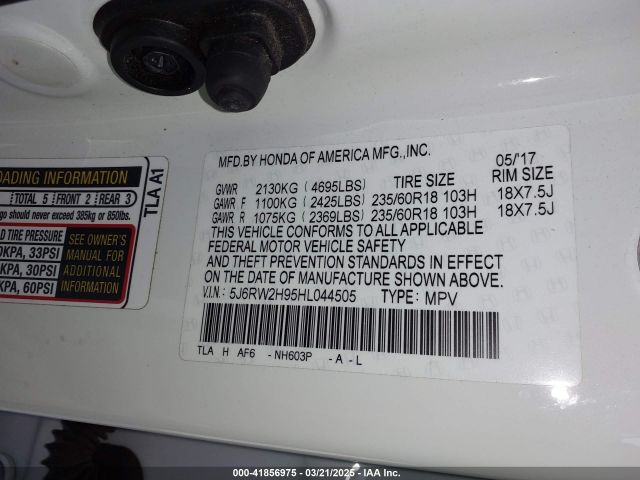 MFD.BY HONDA OF AMERICA MFG.,INC. 05/'17
GVWR 2130KG ( 4695LBS) TIRE SIZE RIM SIZE
GAWR F 1100KG ( 2425LBS) 235/60R18 103H 18X7.5J
GAWR R 1075KG ( 2369LBS) 235/60R18 103H 18X7.5J
THIS VEHICLE CONFORMS TO ALL APPLICABLE
FEDERAL MOTOR VEHICLE SAFETY
AND THEFT PREVENTION STANDARDS IN EFFECT
ON THE DATE OF MANUFACTURE SHOWN ABOVE.
V.I.N.: 5J6RW2H95HL044505 TYPE: MPV
TLA H AF6 - NH603P - A - L
LOADING INFORMATION
TOTAL 5 FRONT 2 REAR 3
go should never exceed 385kg or 850lbs.
D TIRE PRESSURE
KPA, 33PSI
KPA, 30PSI
KPA, 60PSI
SEE OWNER'S
MANUAL FOR
ADDITIONAL
INFORMATION
TLA A1
000-41856975 - 03/21/2025 - IAA Inc.